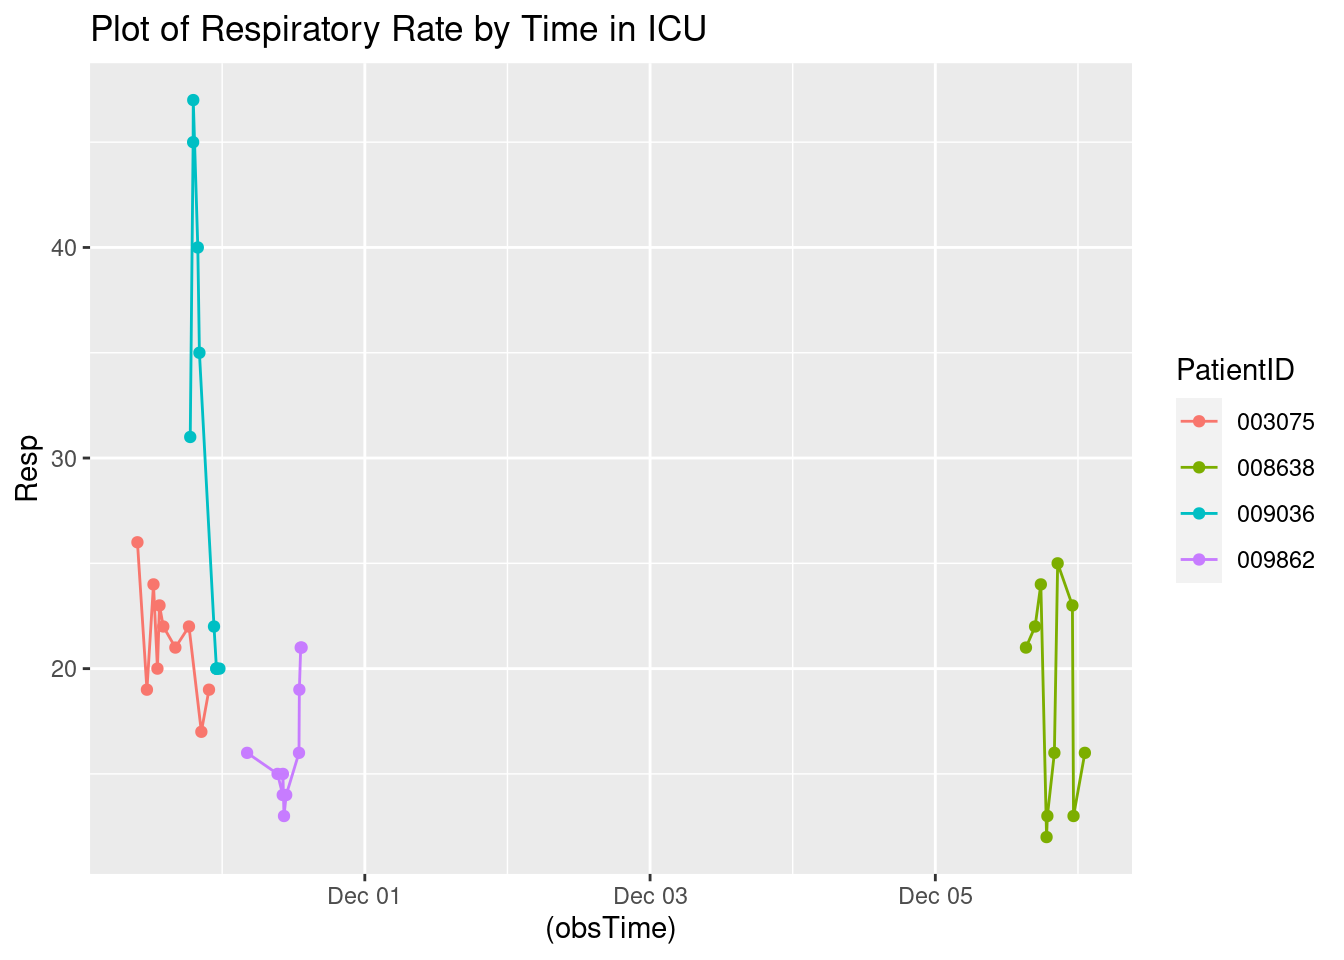 Plot of Respiratory Rate by Time in ICU
Resp
40
30
20
Dec 01
Dec 03
Dec 05
(obsTime)
PatientID
003075
008638
009036
009862